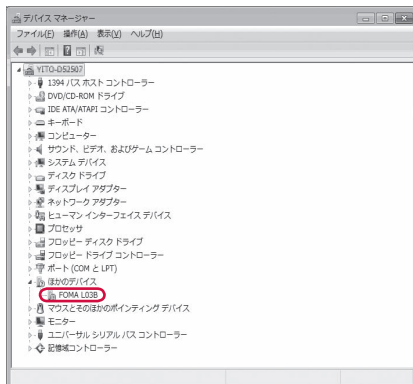 デバイス マネージャー
ファイル(F) 操作(A) 表示(V) ヘルプ(H)
YITO-D52507
1394 バス ホスト コントローラー
DVD/CD-ROM ドライブ
IDE ATA/ATAPI コントローラー
キーボード
コンピューター
サウンド、ビデオ、およびゲーム コントローラー
システム デバイス
ディスク ドライブ
ディスプレイ アダプター
ネットワーク アダプター
ヒューマン インターフェイス デバイス
プロセッサ
フロッピー ディスク ドライブ
フロッピー ドライブ コントローラー
ポート (COM と LPT)
ほかのデバイス
FOMA L03B
マウスとそのほかのポインティング デバイス
モニター
ユニバーサル シリアル バス コントローラー
記憶域コントローラー